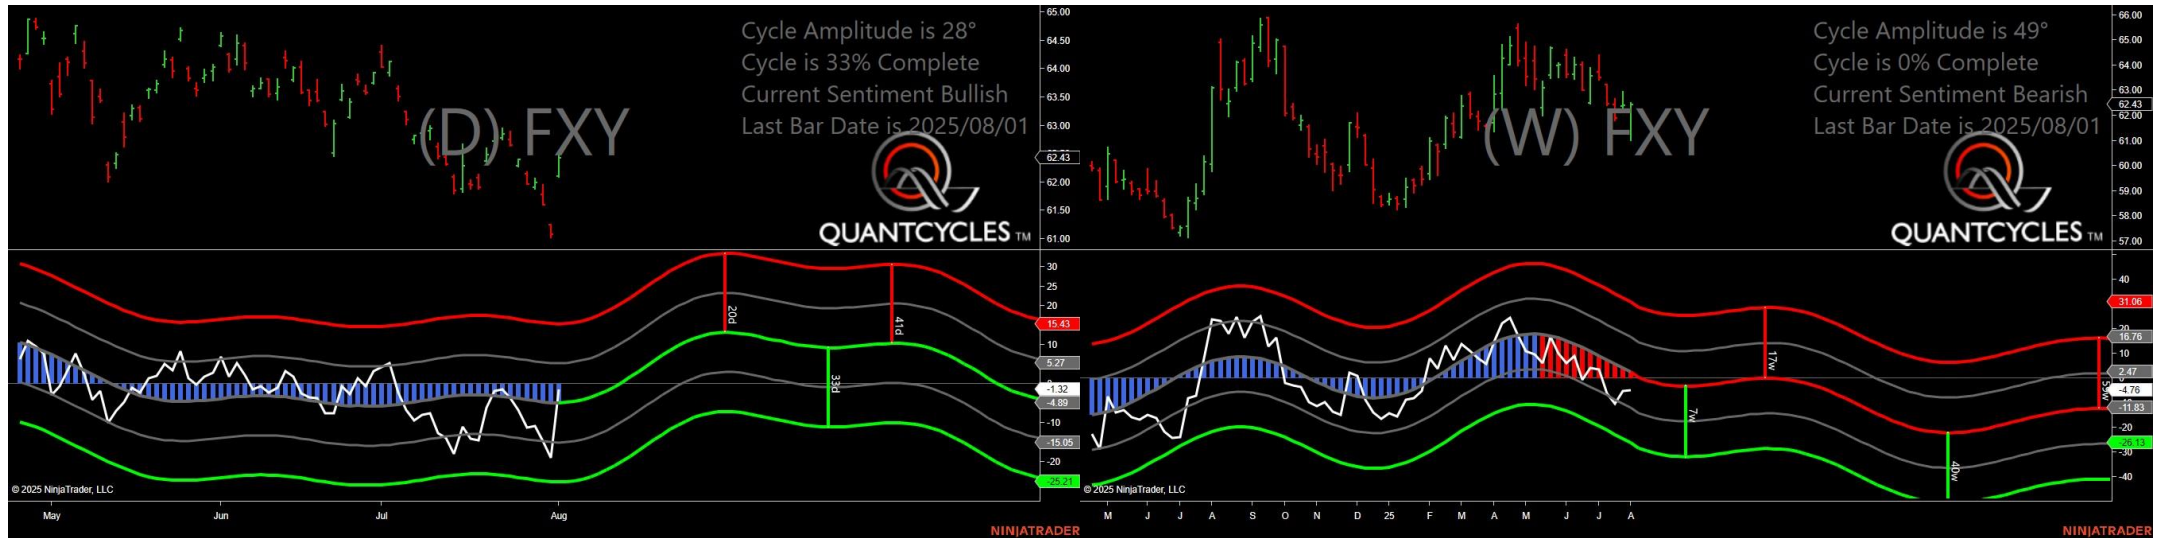 Cycle Amplitude is 28°
Cycle is 33% Complete
Current Sentiment Bullish
Last Bar Date is 2025/08/01
(D) FXY
QUANTCYCLES TM
65.00
64.50
64.00
63.50
63.00
62.43
62.00
61.50
61.00
20d
41d
33d
30
25
20
15.43
10
5.27
-1.32
-4.89
-10
-15.05
-20
-25.21
© 2025 NinjaTrader, LLC
May Jun Jul Aug
NINJATRADER
Cycle Amplitude is 49°
Cycle is 0% Complete
Current Sentiment Bearish
Last Bar Date is 2025/08/01
(W) FXY
QUANTCYCLES TM
66.00
65.00
64.00
63.00
62.43
62.00
61.00
60.00
59.00
58.00
57.00
17w
7w
40w
40
31.06
20
16.76
10
2.47
-4.76
-11.83
-20
-26.13
-30
-40
© 2025 NinjaTrader, LLC
M J J A S O N D 25 F M A M J J A
NINJATRADER